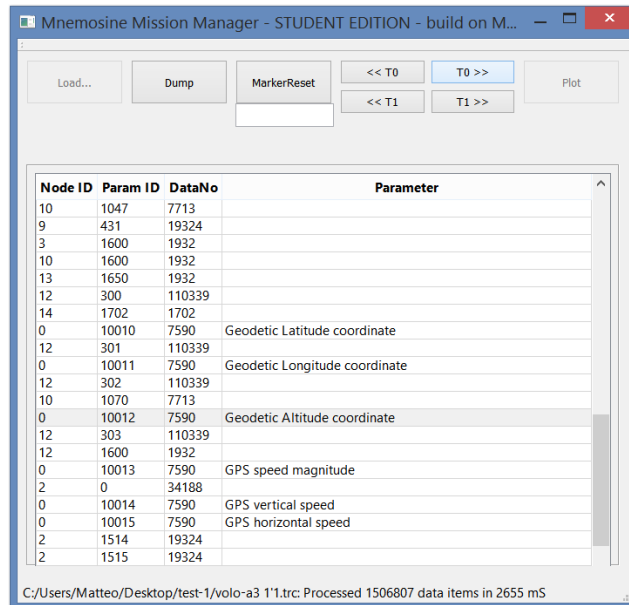 Mnemosine Mission Manager - STUDENT EDITION - build on M...
Load... Dump MarkerReset << T0 T0 >> Plot
<< T1 T1 >>
Node ID Param ID DataNo Parameter
10 1047 7713
9 431 19324
3 1600 1932
10 1600 1932
13 1650 1932
12 300 110339
14 1702 1702
0 10010 7590 Geodetic Latitude coordinate
12 301 110339
0 10011 7590 Geodetic Longitude coordinate
12 302 110339
10 1070 7713
0 10012 7590 Geodetic Altitude coordinate
12 303 110339
12 1600 1932
0 10013 7590 GPS speed magnitude
2 0 34188
0 10014 7590 GPS vertical speed
0 10015 7590 GPS horizontal speed
2 1514 19324
2 1515 19324
C:/Users/Matteo/Desktop/test-1/volo-a3 1'1.trc: Processed 1506807 data items in 2655 mS